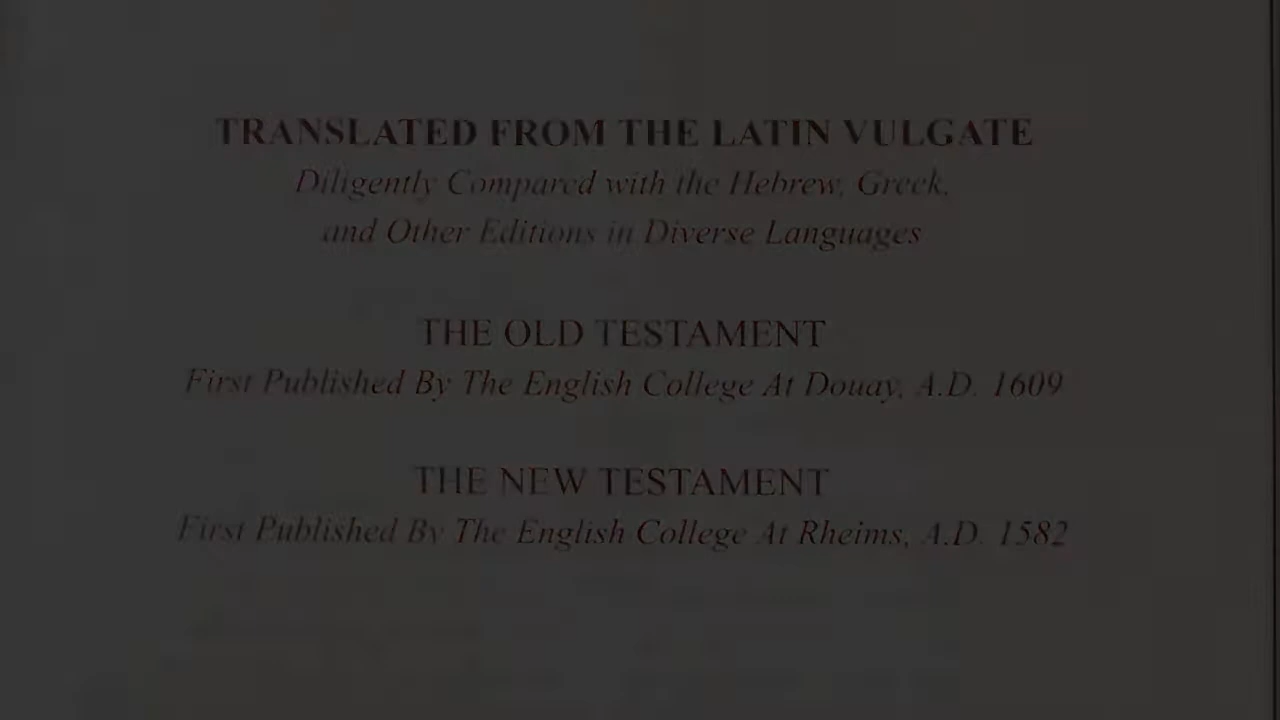 TRANSLATED FROM THE LATIN VULGATE
Diligently Compared with the Hebrew, Greek,
and Other Editions in Diverse Languages
THE OLD TESTAMENT
First Published By The English College At Douay, A.D. 1609
THE NEW TESTAMENT
First Published By The English College At Rheims, A.D. 1582